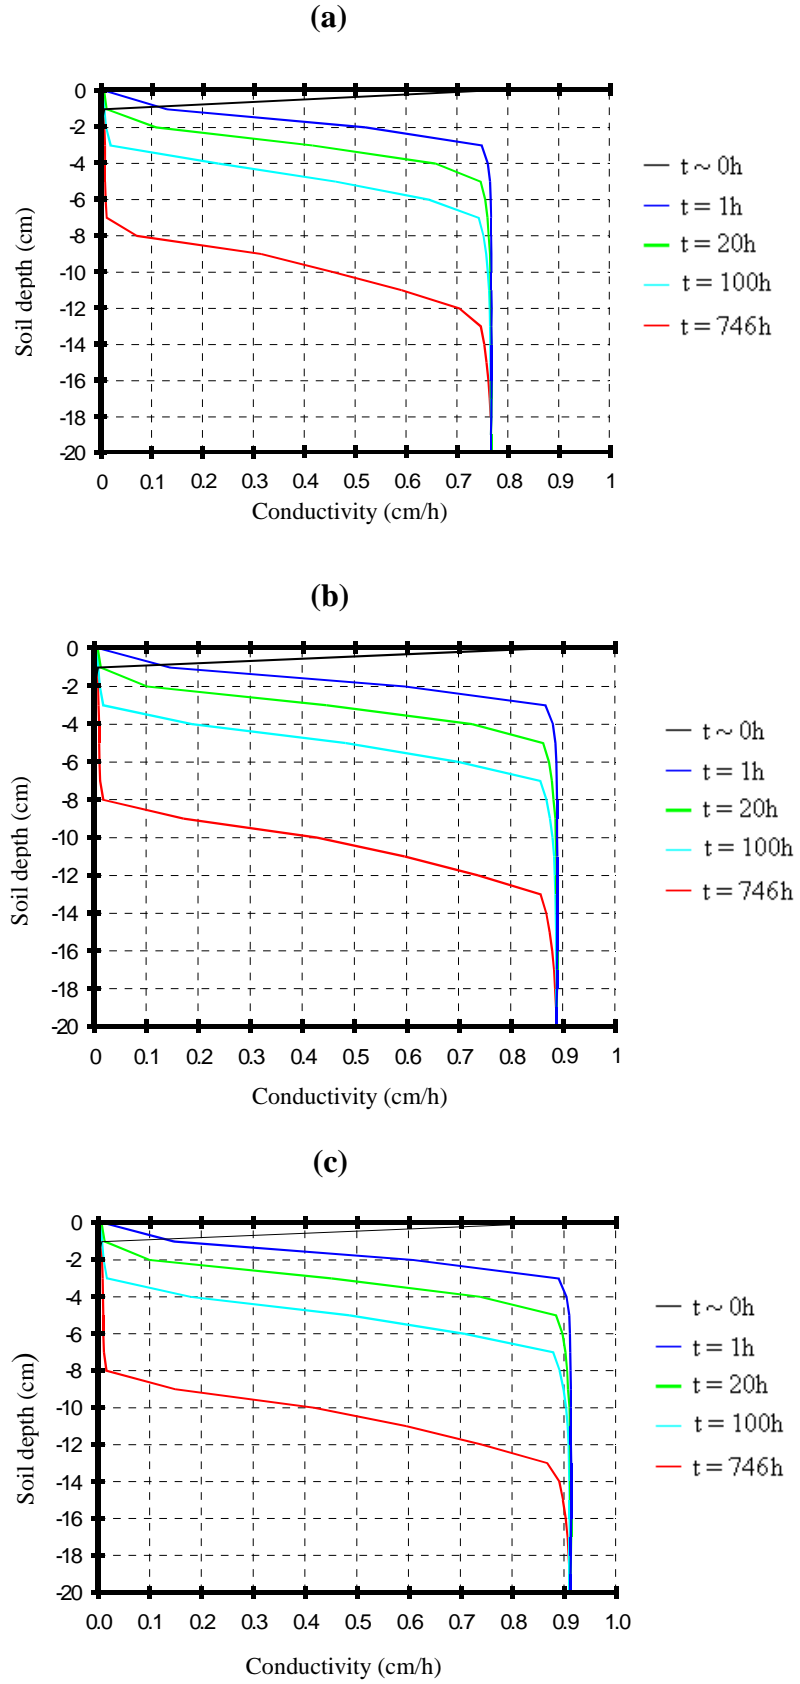 (a)
0
-2
-4
-6
-8
-10
-12
-14
-16
-18
-20
Soil depth (cm)
0 0.1 0.2 0.3 0.4 0.5 0.6 0.7 0.8 0.9 1
Conductivity (cm/h)
t ~ 0h
t = 1h
t = 20h
t = 100h
t = 746h
(b)
0
-2
-4
-6
-8
-10
-12
-14
-16
-18
-20
Soil depth (cm)
0 0.1 0.2 0.3 0.4 0.5 0.6 0.7 0.8 0.9 1
Conductivity (cm/h)
t ~ 0h
t = 1h
t = 20h
t = 100h
t = 746h
(c)
0
-2
-4
-6
-8
-10
-12
-14
-16
-18
-20
Soil depth (cm)
0.0 0.1 0.2 0.3 0.4 0.5 0.6 0.7 0.8 0.9 1.0
Conductivity (cm/h)
t ~ 0h
t = 1h
t = 20h
t = 100h
t = 746h